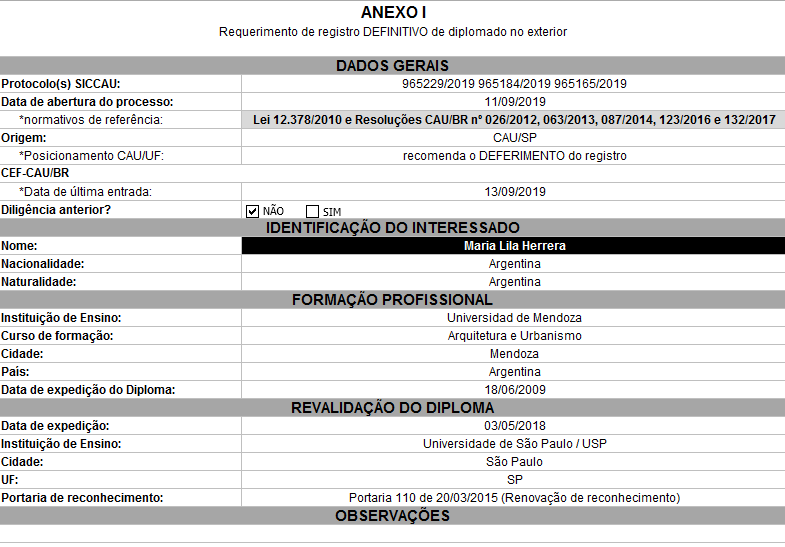 ANEXO I
Requerimento de registro DEFINITIVO de diplomado no exterior
DADOS GERAIS
Protocolo(s) SICCAU: 965229/2019 965184/2019 965165/2019
Data de abertura do processo: 11/09/2019
*normativos de referência: Lei 12.378/2010 e Resoluções CAU/BR nº 026/2012, 063/2013, 087/2014, 123/2016 e 132/2017
Origem: CAU/SP
*Posicionamento CAU/UF: recomenda o DEFERIMENTO do registro
CEF-CAU/BR
*Data de última entrada: 13/09/2019
Diligência anterior? NÃO SIM
IDENTIFICAÇÃO DO INTERESSADO
Nome: Maria Lila Herrera
Nacionalidade: Argentina
Naturalidade: Argentina
FORMAÇÃO PROFISSIONAL
Instituição de Ensino: Universidad de Mendoza
Curso de formação: Arquitetura e Urbanismo
Cidade: Mendoza
País: Argentina
Data de expedição do Diploma: 18/06/2009
REVALIDAÇÃO DO DIPLOMA
Data de expedição: 03/05/2018
Instituição de Ensino: Universidade de São Paulo / USP
Cidade: São Paulo
UF: SP
Portaria de reconhecimento: Portaria 110 de 20/03/2015 (Renovação de reconhecimento)
OBSERVAÇÕES